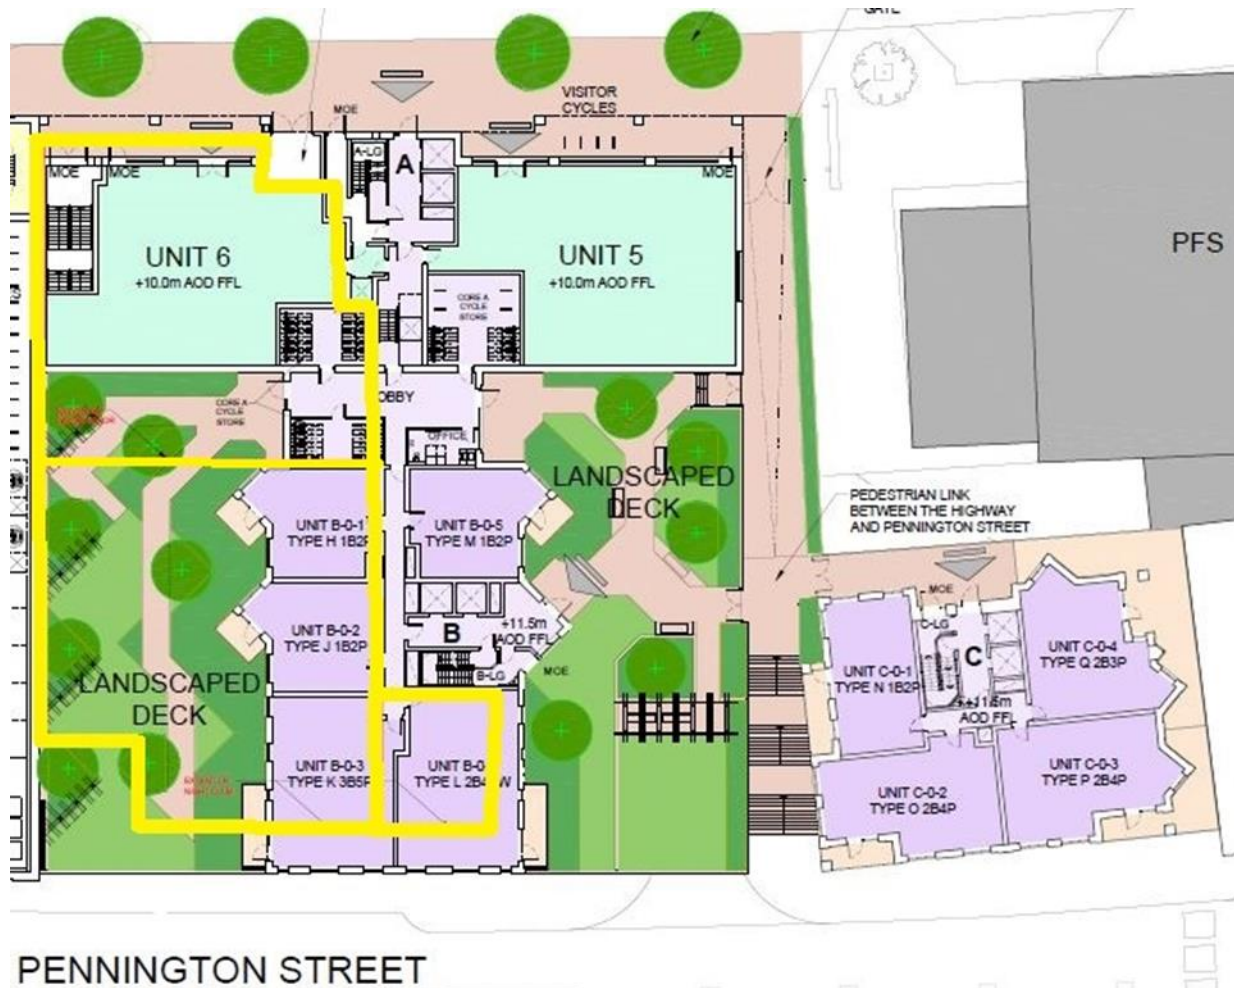 GATE
VISITOR
CYCLES
MOE
A-LG
A
MOE
MOE
MOE
UNIT 6
+10.0m AOD FFL
UNIT 5
+10.0m AOD FFL
PFS
CORE A
CYCLE
STORE
LOBBY
CORE A
CYCLE
STORE
OFFICE
LANDSCAPED
DECK
PEDESTRIAN LINK
BETWEEN THE HIGHWAY
AND PENNINGTON STREET
UNIT B-0-1
TYPE H 1B2P
UNIT B-0-5
TYPE M 1B2P
UNIT B-0-2
TYPE J 1B2P
B
+11.5m
AOD FFL
B-LG
MOE
MOE
C-LG
C
UNIT C-0-1
TYPE N 1B2P
UNIT C-0-4
TYPE Q 2B3P
+11.5m
AOD FFL
LANDSCAPED
DECK
UNIT B-0-3
TYPE K 3B5P
UNIT B-0-
TYPE L 2B4 W
UNIT C-0-2
TYPE O 2B4P
UNIT C-0-3
TYPE P 2B4P
PENNINGTON STREET